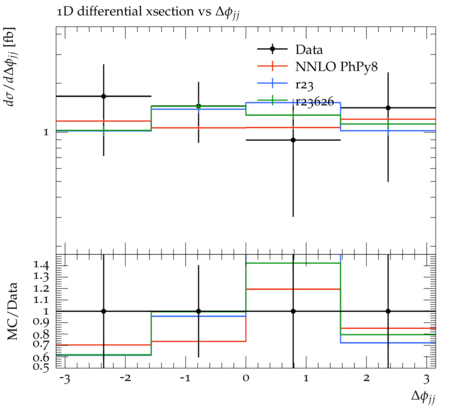 1D differential xsection vs Δϕjj
dσ/dΔϕjj [fb]
Data
NNLO PhPy8
r23
r23626
1
MC/Data
1.4
1.3
1.2
1.1
1
0.9
0.8
0.7
0.6
0.5
-3 -2 -1 0 1 2 3
Δϕjj